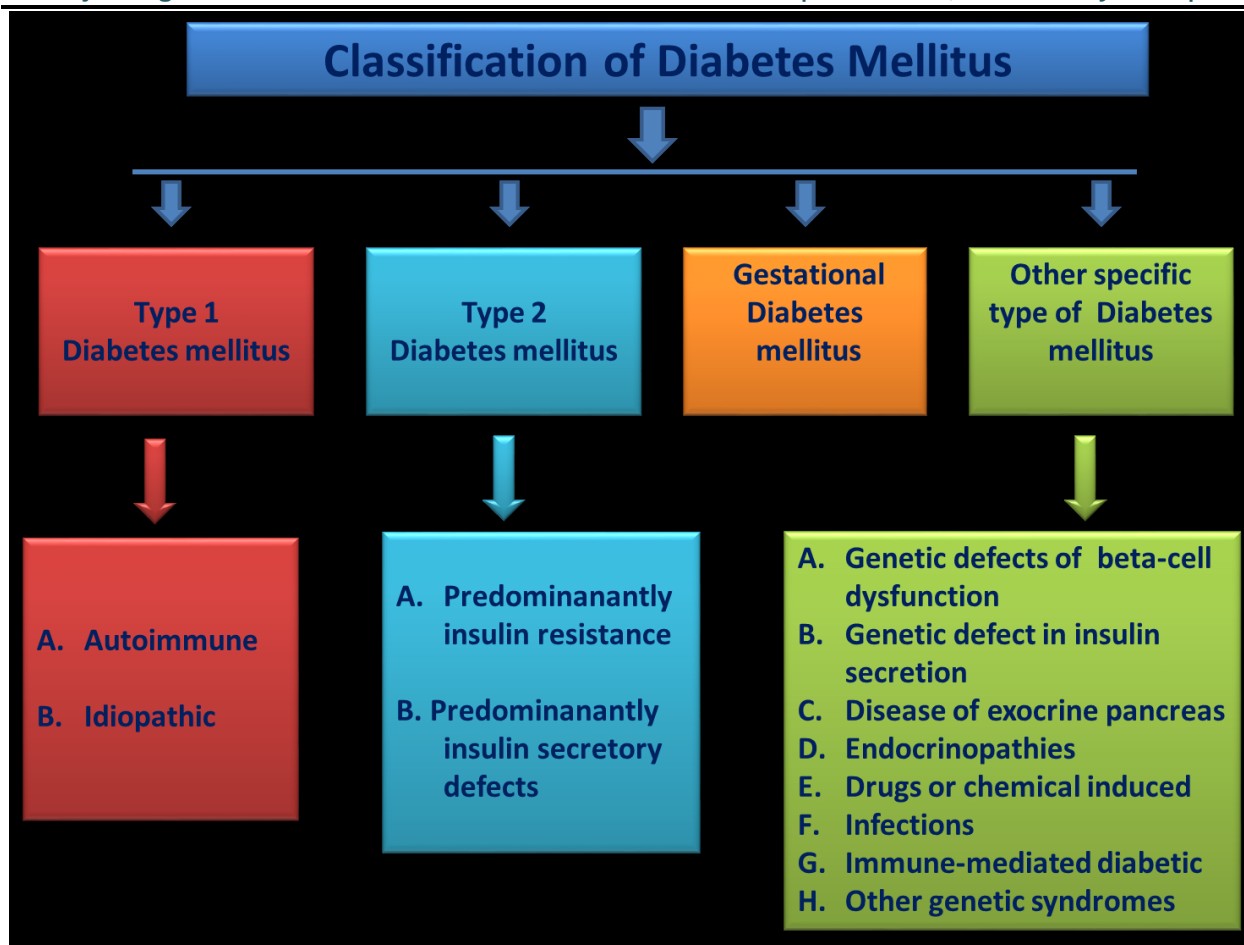 Classification of Diabetes Mellitus
Type 1
Diabetes mellitus
Type 2
Diabetes mellitus
Gestational
Diabetes
mellitus
Other specific
type of Diabetes
mellitus
A. Autoimmune
B. Idiopathic
A. Predominanantly
insulin resistance
B. Predominanantly
insulin secretory
defects
A. Genetic defects of beta-cell
dysfunction
B. Genetic defect in insulin
secretion
C. Disease of exocrine pancreas
D. Endocrinopathies
E. Drugs or chemical induced
F. Infections
G. Immune-mediated diabetic
H. Other genetic syndromes